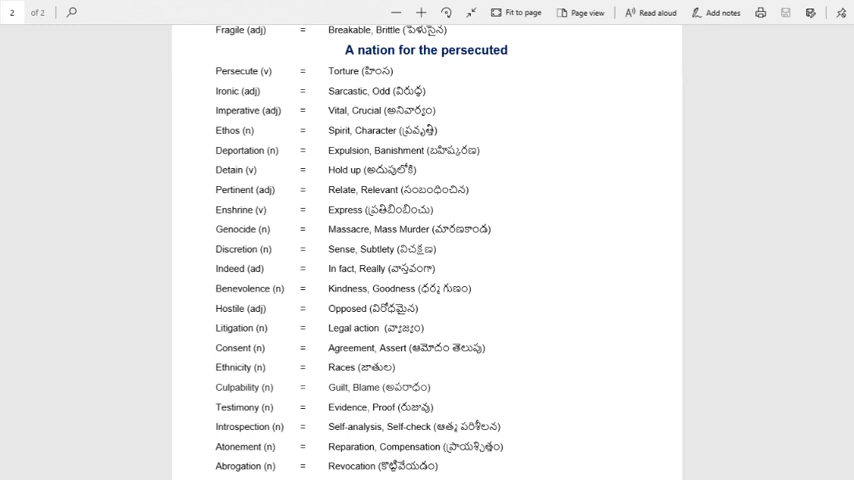 2 of 2 Fit to page Page view Read aloud Add notes
Fragile (adj) = Breakable, Brittle (పెళుసైన)
A nation for the persecuted
Persecute (v) = Torture (హింస)
Ironic (adj) = Sarcastic, Odd (విరుద్ధ)
Imperative (adj) = Vital, Crucial (అనివార్యం)
Ethos (n) = Spirit, Character (ప్రవృత్తి)
Deportation (n) = Expulsion, Banishment (బహిష్కరణ)
Detain (v) = Hold up (అదుపులోకి)
Pertinent (adj) = Relate, Relevant (సంబంధించిన)
Enshrine (v) = Express (ప్రతిబింబించు)
Genocide (n) = Massacre, Mass Murder (మారణకాండ)
Discretion (n) = Sense, Subtlety (విచక్షణ)
Indeed (ad) = In fact, Really (వాస్తవంగా)
Benevolence (n) = Kindness, Goodness (ధర్మ గుణం)
Hostile (adj) = Opposed (విరోధమైన)
Litigation (n) = Legal action (వ్యాజ్యం)
Consent (n) = Agreement, Assert (ఆమోదం తెలుపు)
Ethnicity (n) = Races (జాతుల)
Culpability (n) = Guilt, Blame (అపరాధం)
Testimony (n) = Evidence, Proof (రుజువు)
Introspection (n) = Self-analysis, Self-check (ఆత్మ పరిశీలన)
Atonement (n) = Reparation, Compensation (ప్రాయశ్చిత్తం)
Abrogation (n) = Revocation (కొట్టివేయడం)